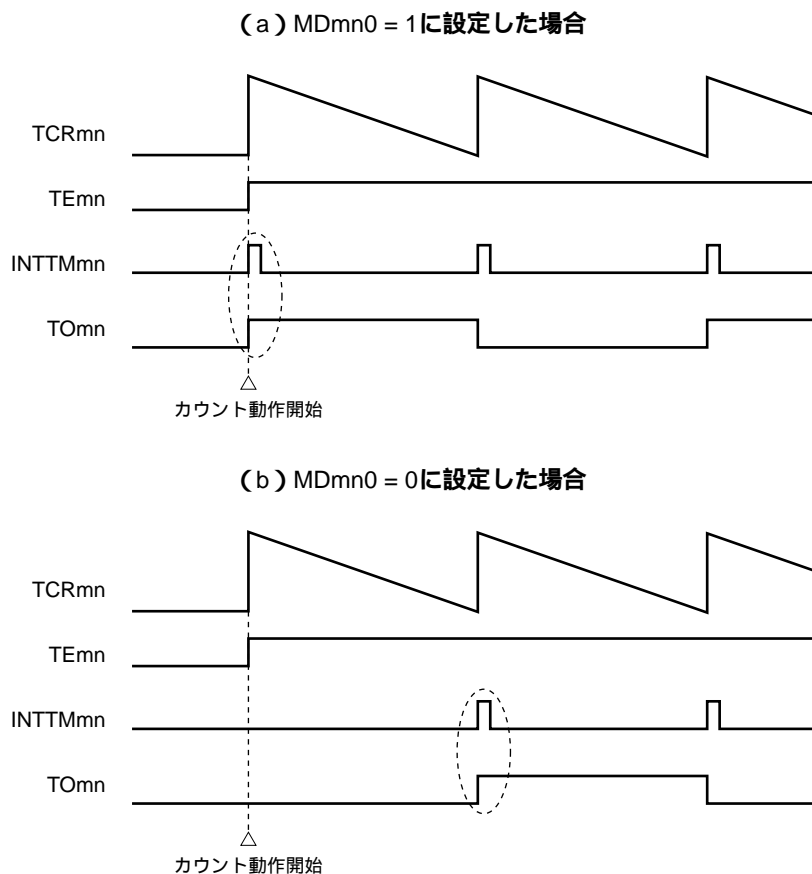 （a）MDmn0 = 1に設定した場合
TCRmn
TEmn
INTTMmn
TOmn
カウント動作開始
（b）MDmn0 = 0に設定した場合
TCRmn
TEmn
INTTMmn
TOmn
カウント動作開始